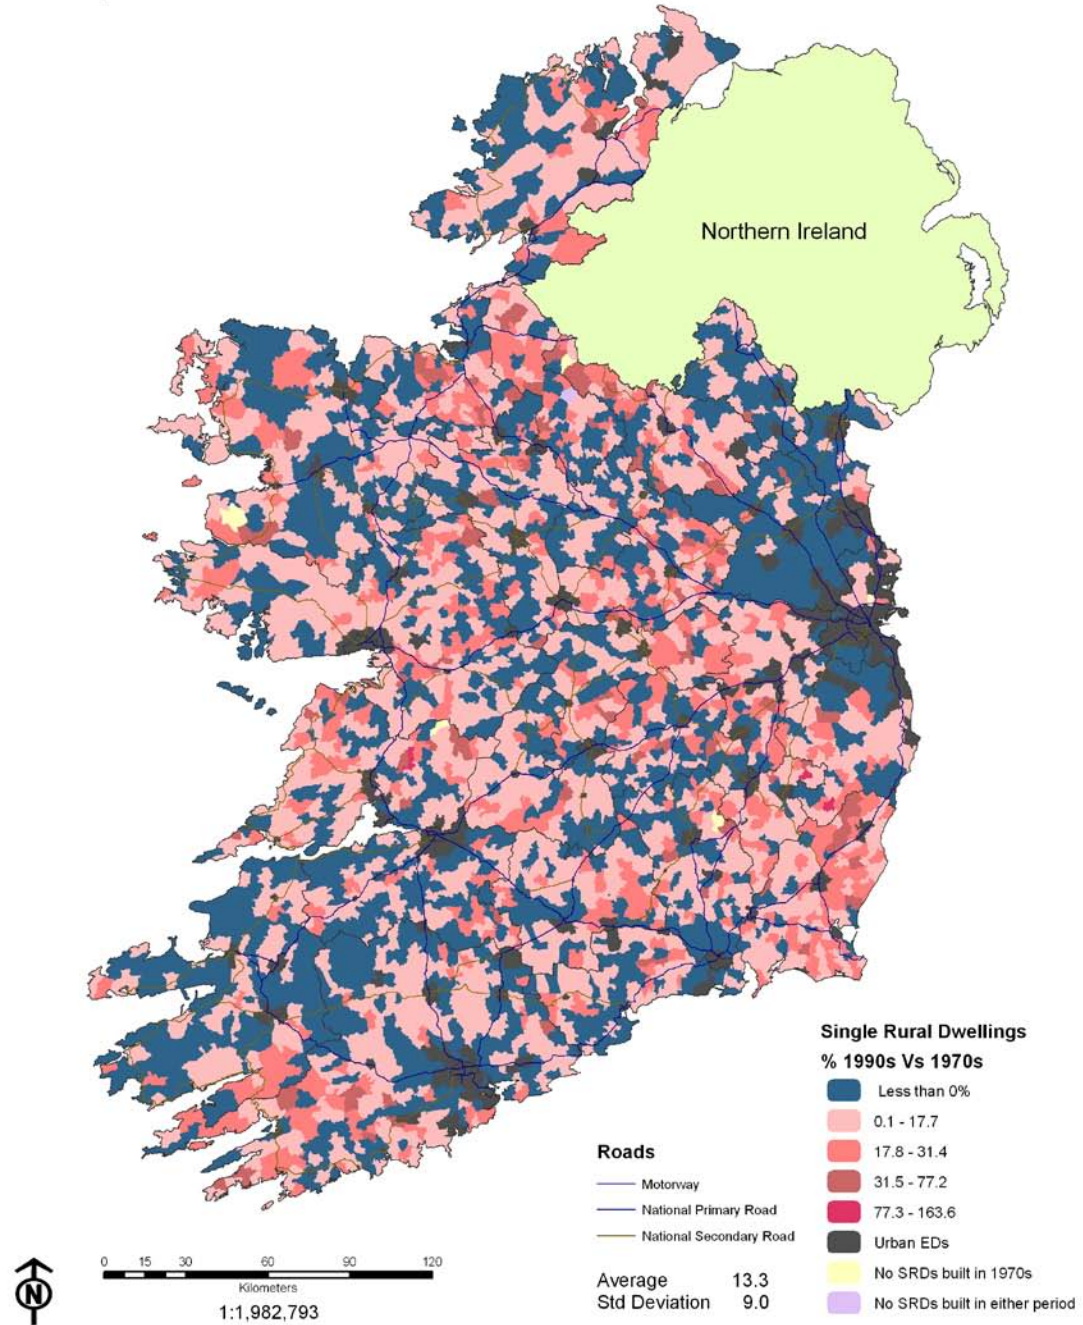 Northern Ireland
Single Rural Dwellings
% 1990s Vs 1970s
Less than 0%
0.1 - 17.7
17.8 - 31.4
31.5 - 77.2
77.3 - 163.6
Urban EDs
No SRDs built in 1970s
No SRDs built in either period
Roads
Motorway
National Primary Road
National Secondary Road
Average 13.3
Std Deviation 9.0
0 15 30 60 90 120
Kilometers
1:1,982,793
N